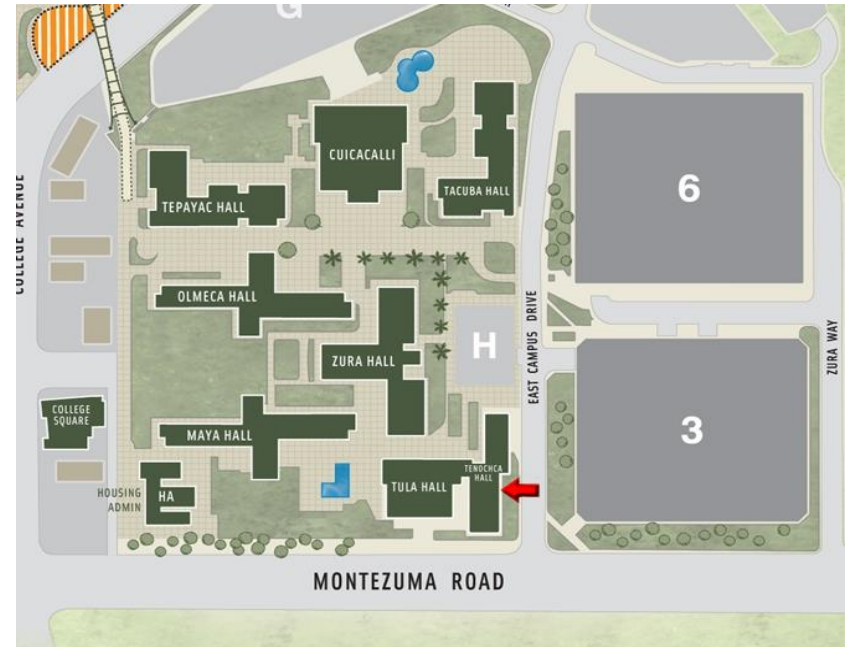 G
CUICACALLI
TACUBA HALL
TEPAYAC HALL
6
COLLEGE AVENUE
OLMECA HALL
EAST CAMPUS DRIVE
H
ZURA HALL
ZURA WAY
COLLEGE
SQUARE
MAYA HALL
3
TENOCHCA
HALL
TULA HALL
HOUSING
ADMIN
HA
MONTEZUMA ROAD